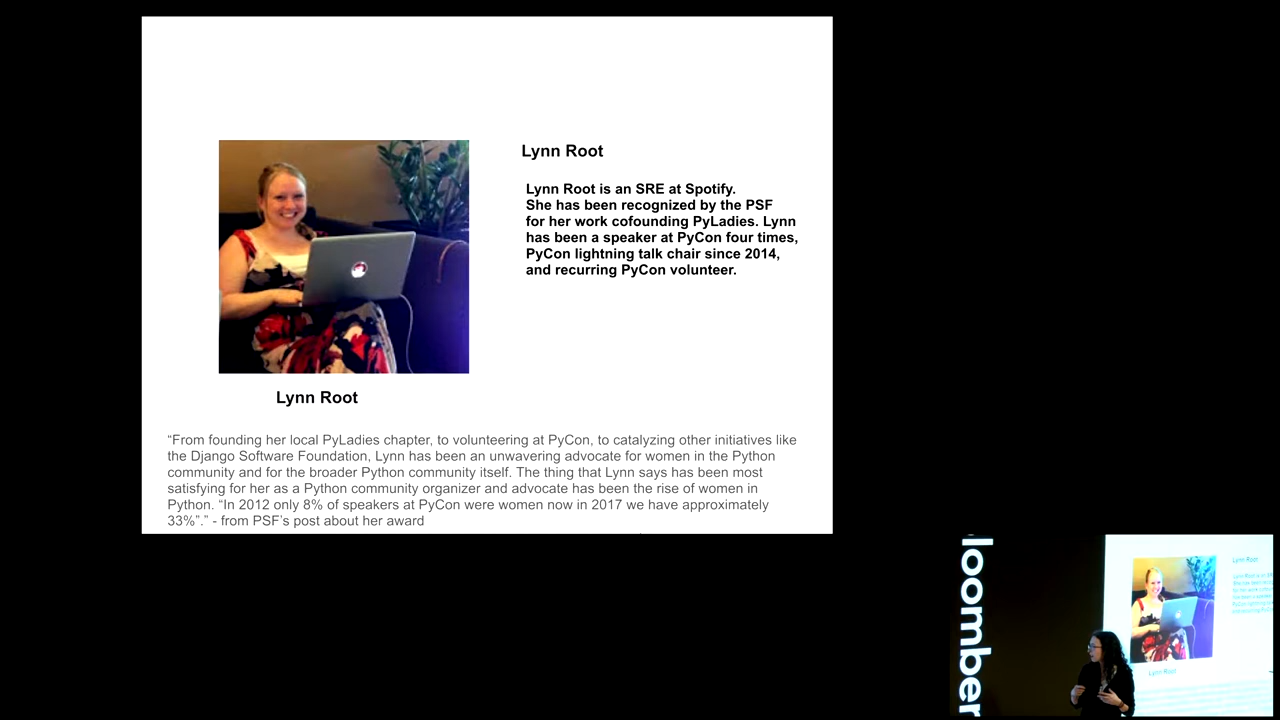 Lynn Root
Lynn Root is an SRE at Spotify.
She has been recognized by the PSF
for her work cofounding PyLadies. Lynn
has been a speaker at PyCon four times,
PyCon lightning talk chair since 2014,
and recurring PyCon volunteer.
Lynn Root
“From founding her local PyLadies chapter, to volunteering at PyCon, to catalyzing other initiatives like
the Django Software Foundation, Lynn has been an unwavering advocate for women in the Python
community and for the broader Python community itself. The thing that Lynn says has been most
satisfying for her as a Python community organizer and advocate has been the rise of women in
Python. “In 2012 only 8% of speakers at PyCon were women now in 2017 we have approximately
33%”.” - from PSF’s post about her award
loomber
Lynn Root
Lynn Root